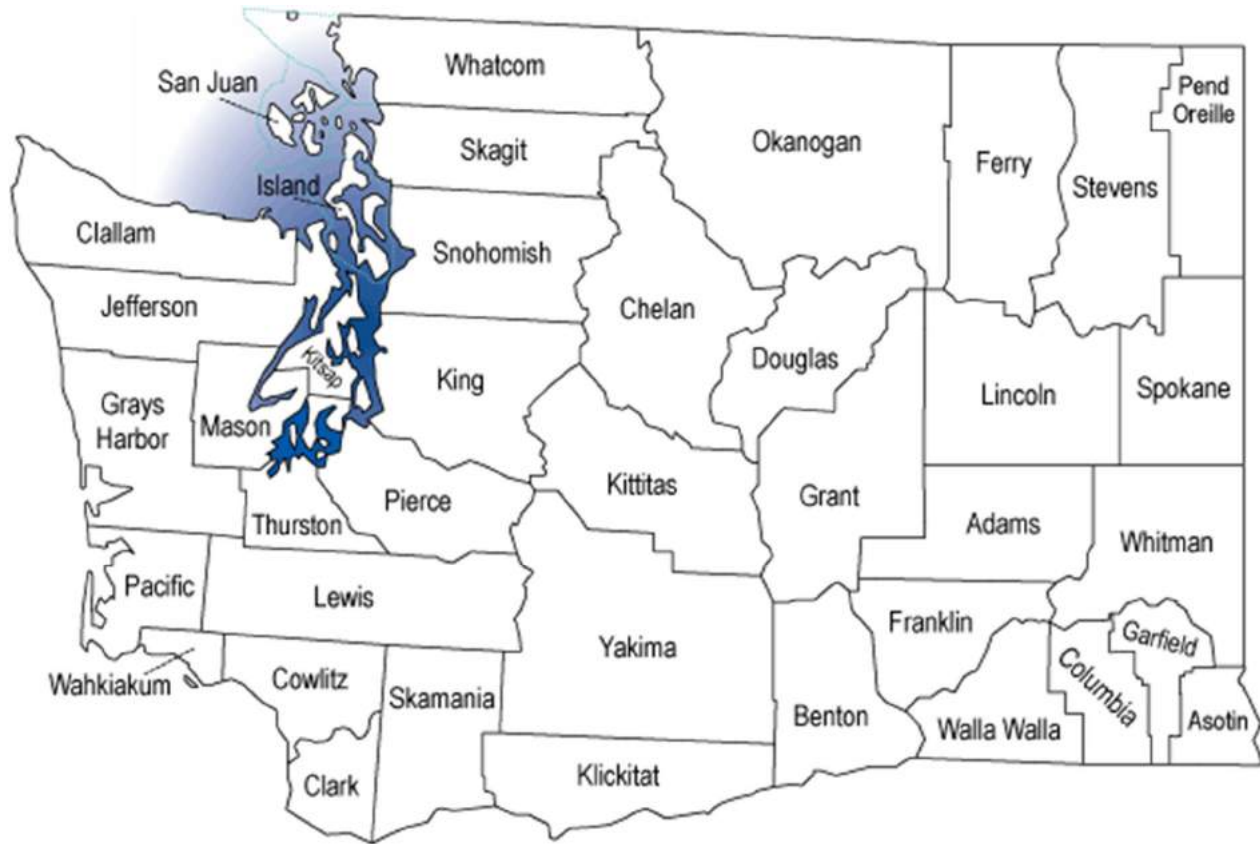 Whatcom
San Juan
Pend
Oreille
Okanogan
Skagit
Ferry
Stevens
Island
Clallam
Snohomish
Jefferson
Chelan
Douglas
Kitsap
King
Lincoln
Spokane
Grays
Harbor
Mason
Kittitas
Grant
Pierce
Thurston
Adams
Whitman
Pacific
Lewis
Franklin
Garfield
Yakima
Wahkiakum
Cowlitz
Skamania
Columbia
Benton
Walla Walla
Asotin
Klickitat
Clark